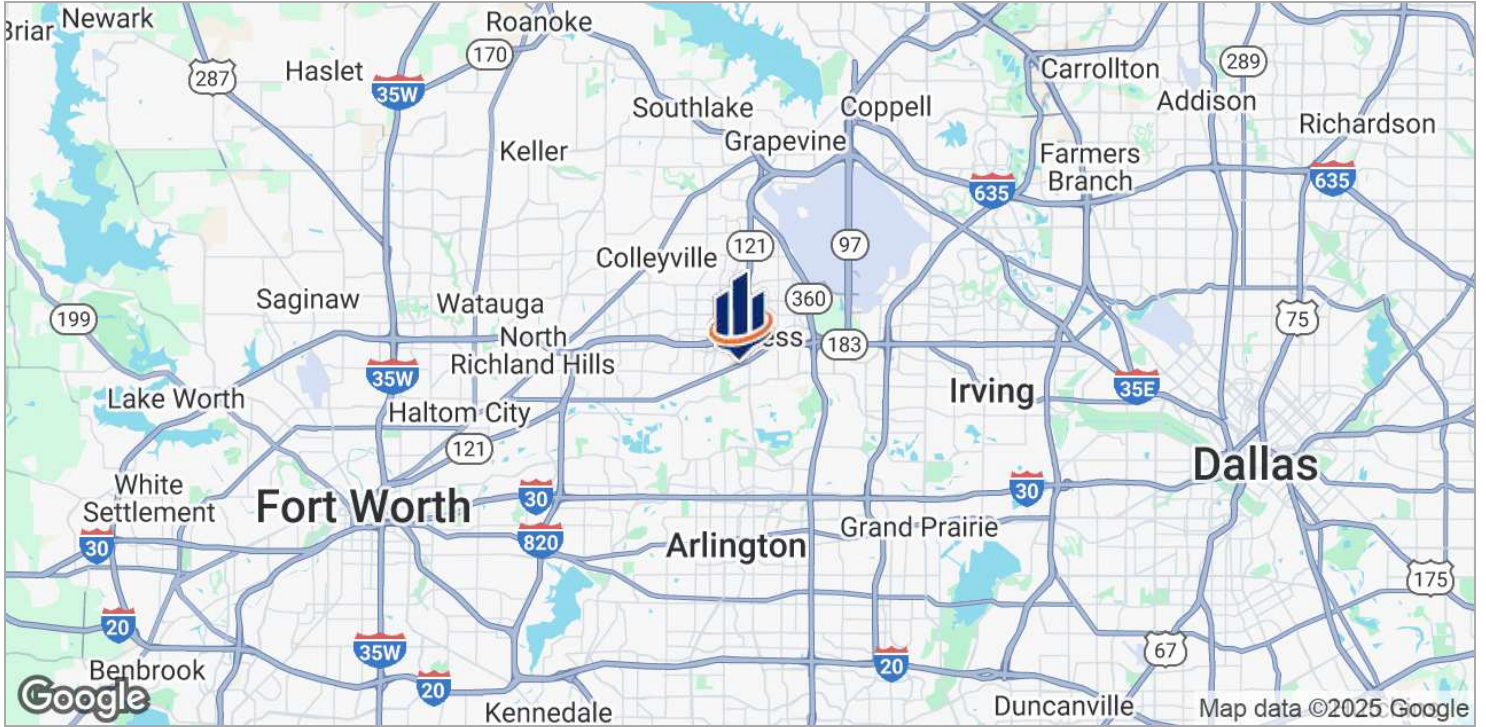 Newark
Roanoke
Briar
170
287
Haslet
35W
Carrollton
289
Southlake
Coppell
Addison
Richardson
Grapevine
Keller
Farmers
Branch
635
635
121
97
Colleyville
Saginaw
Watauga
360
199
75
North
Richland Hills
ess
183
35W
Irving
35E
Lake Worth
Haltom City
121
Dallas
White
Settlement
30
30
Fort Worth
Grand Prairie
30
820
Arlington
175
20
35W
67
20
Benbrook
20
Google
Kennedale
Duncanville
Map data ©2025 Google